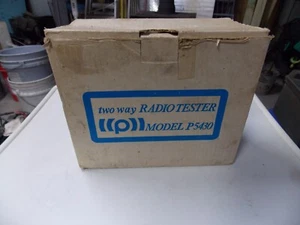 two way RADIO TESTER
((p)) MODEL P5430